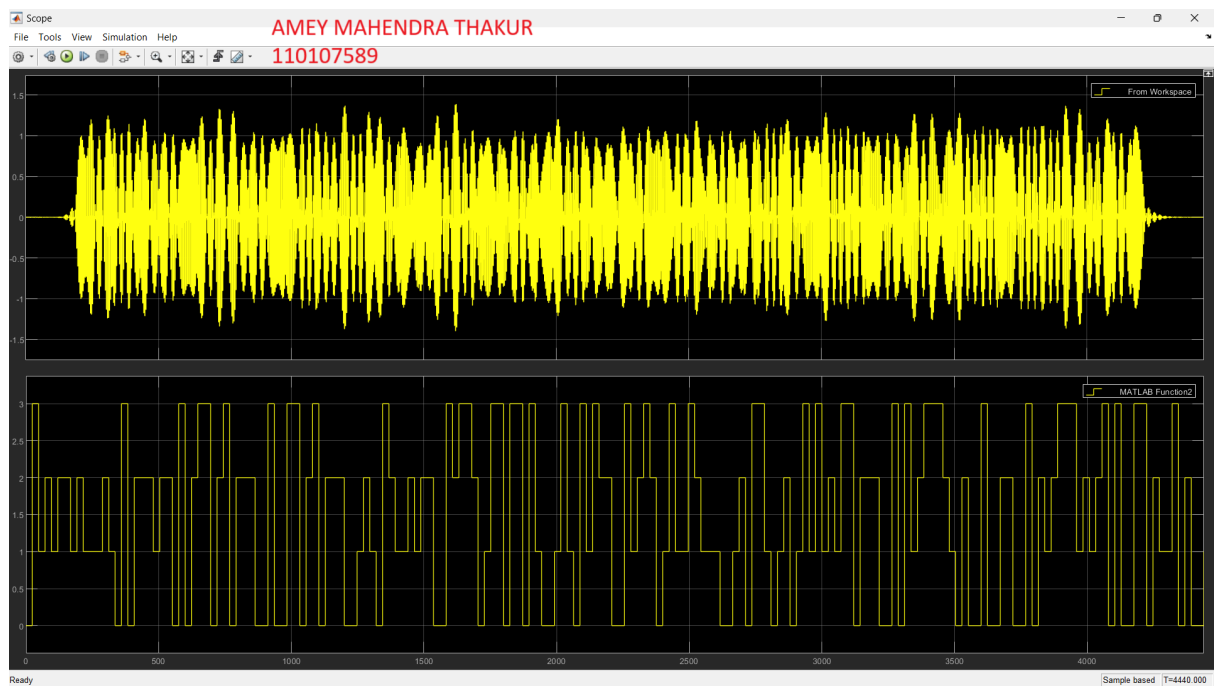 Scope
AMEY MAHENDRA THAKUR
File Tools View Simulation Help
110107589
From Workspace
1.5
1
0.5
0
-0.5
-1
-1.5
MATLAB Function2
3
2.5
2
1.5
1
0.5
0
0 500 1000 1500 2000 2500 3000 3500 4000
Ready Sample based T=4440.000